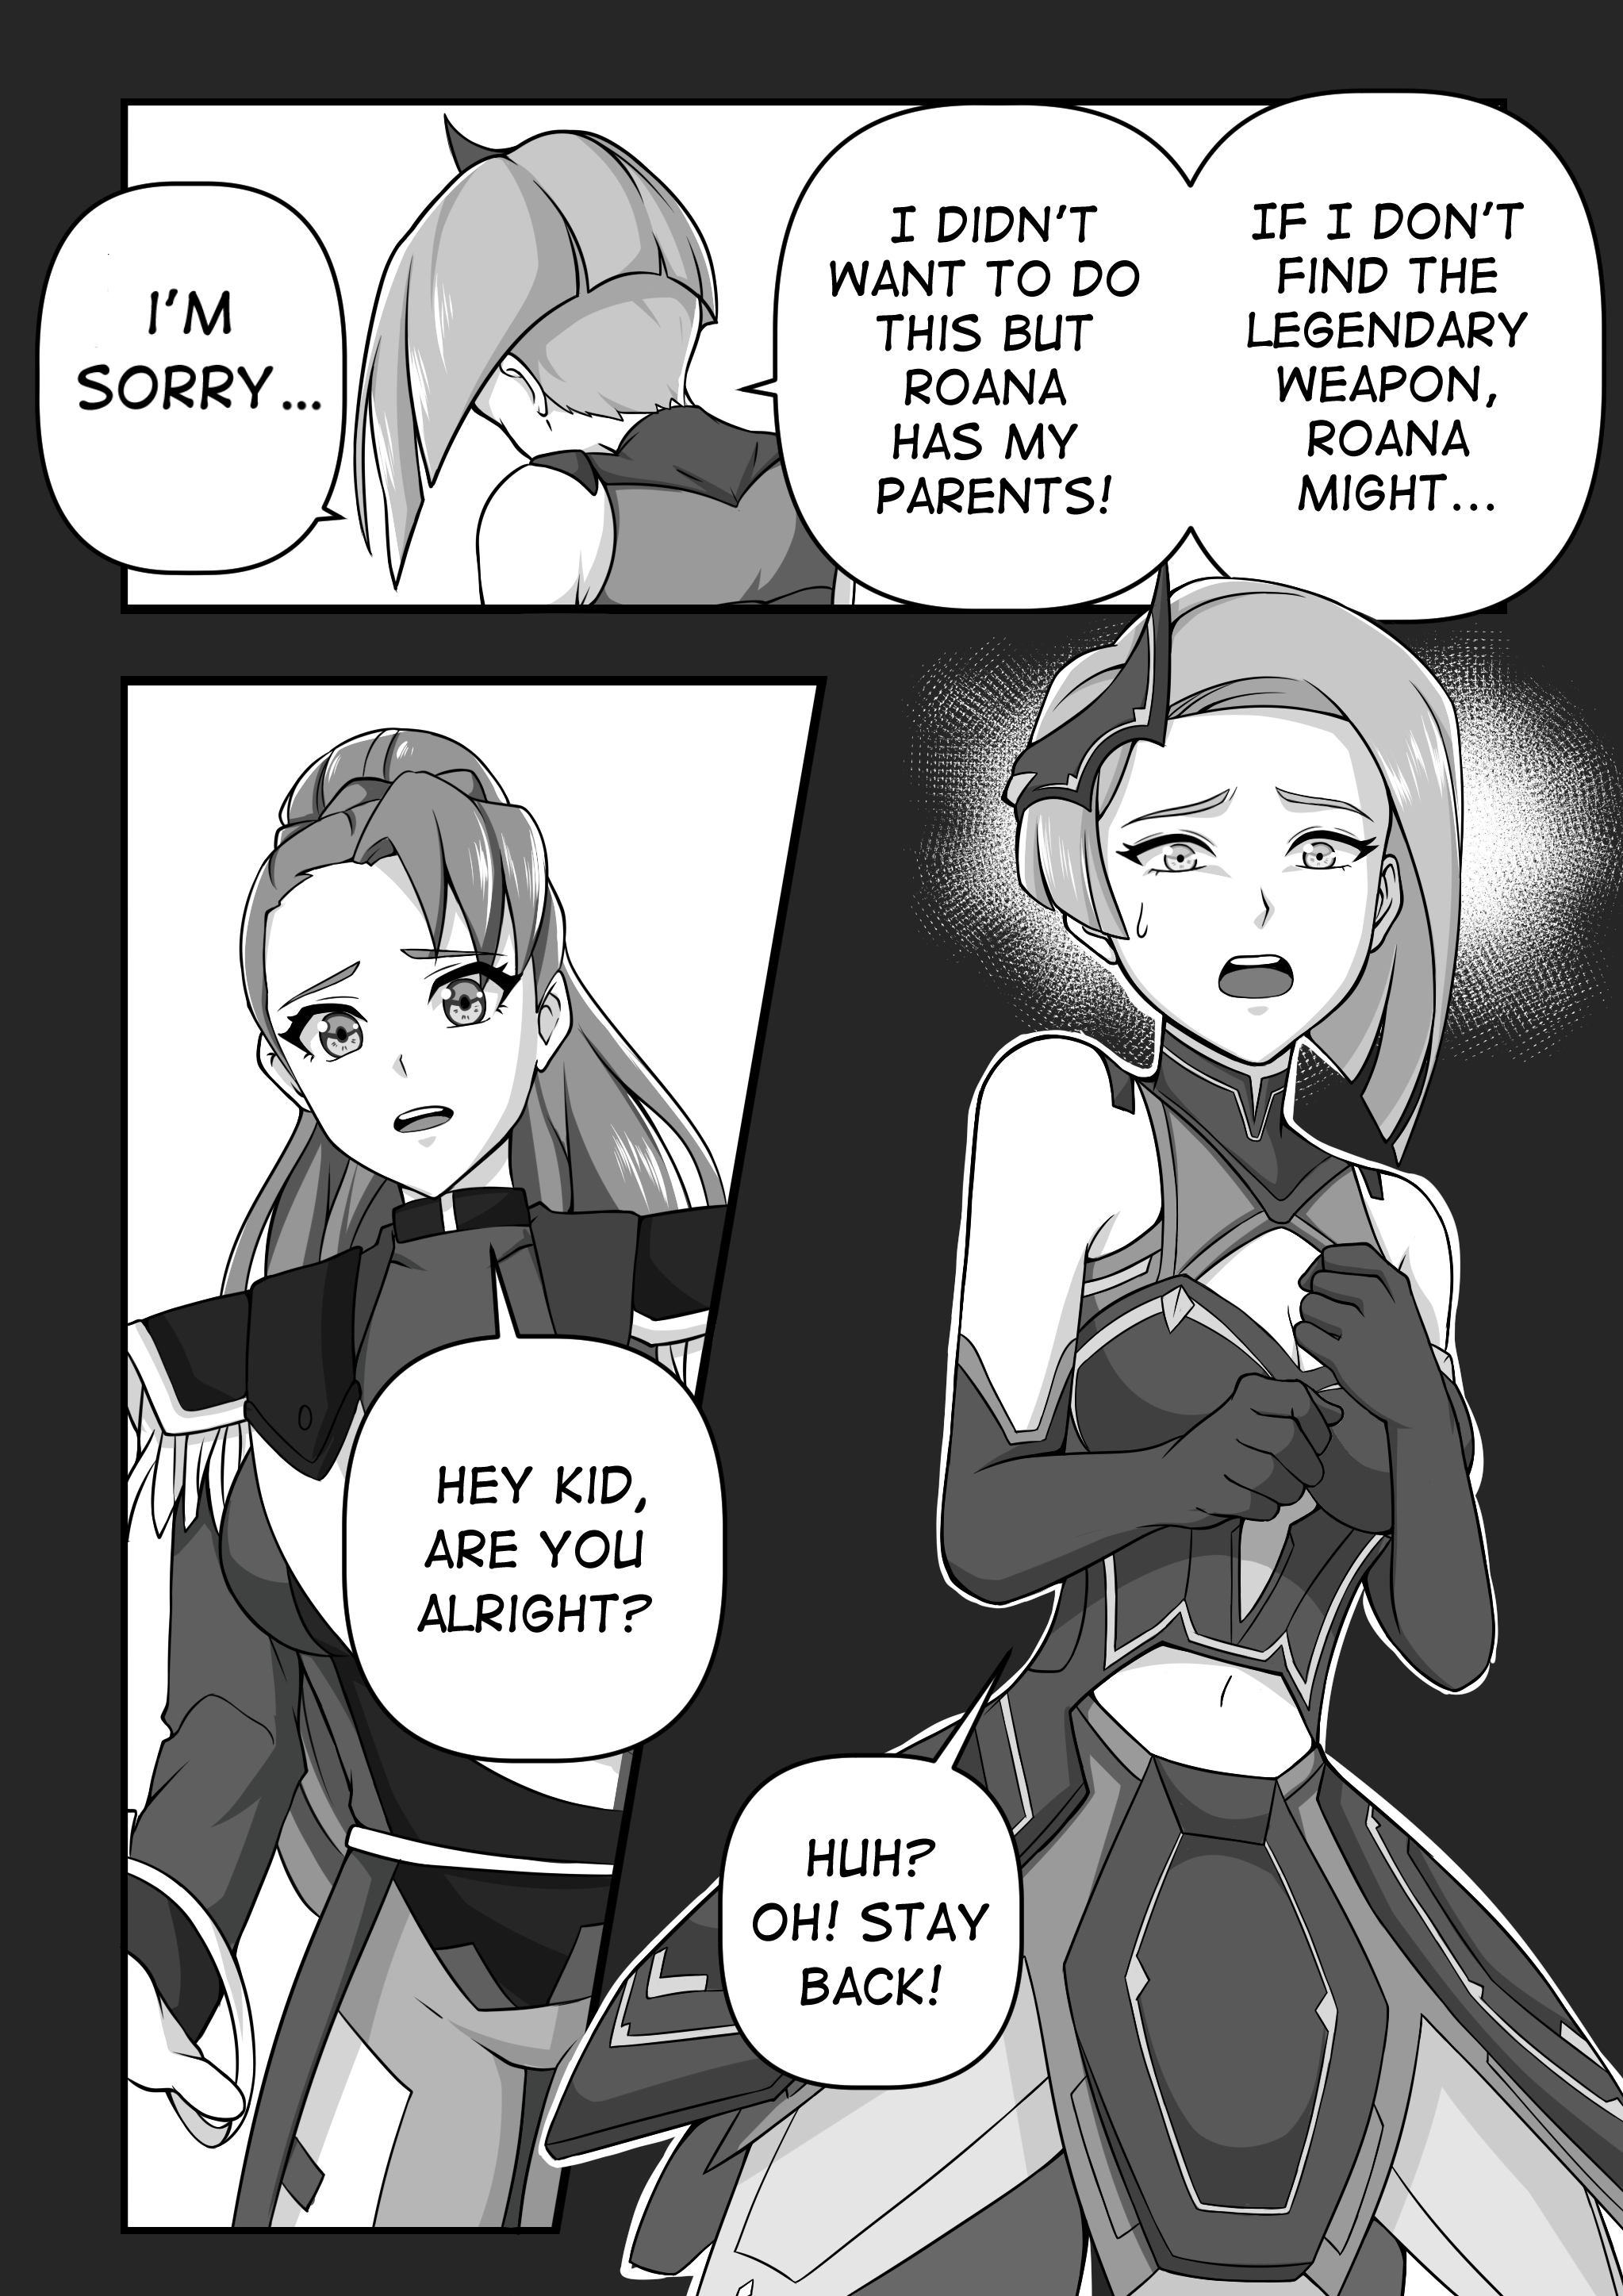 I'M
SORRY...
I DIDN'T
WANT TO DO
THIS BUT
ROANA
HAS MY
PARENTS!
IF I DON'T
FIND THE
LEGENDARY
WEAPON,
ROANA
MIGHT...
HEY KID,
ARE YOU
ALRIGHT?
HUH?
OH! STAY
BACK!